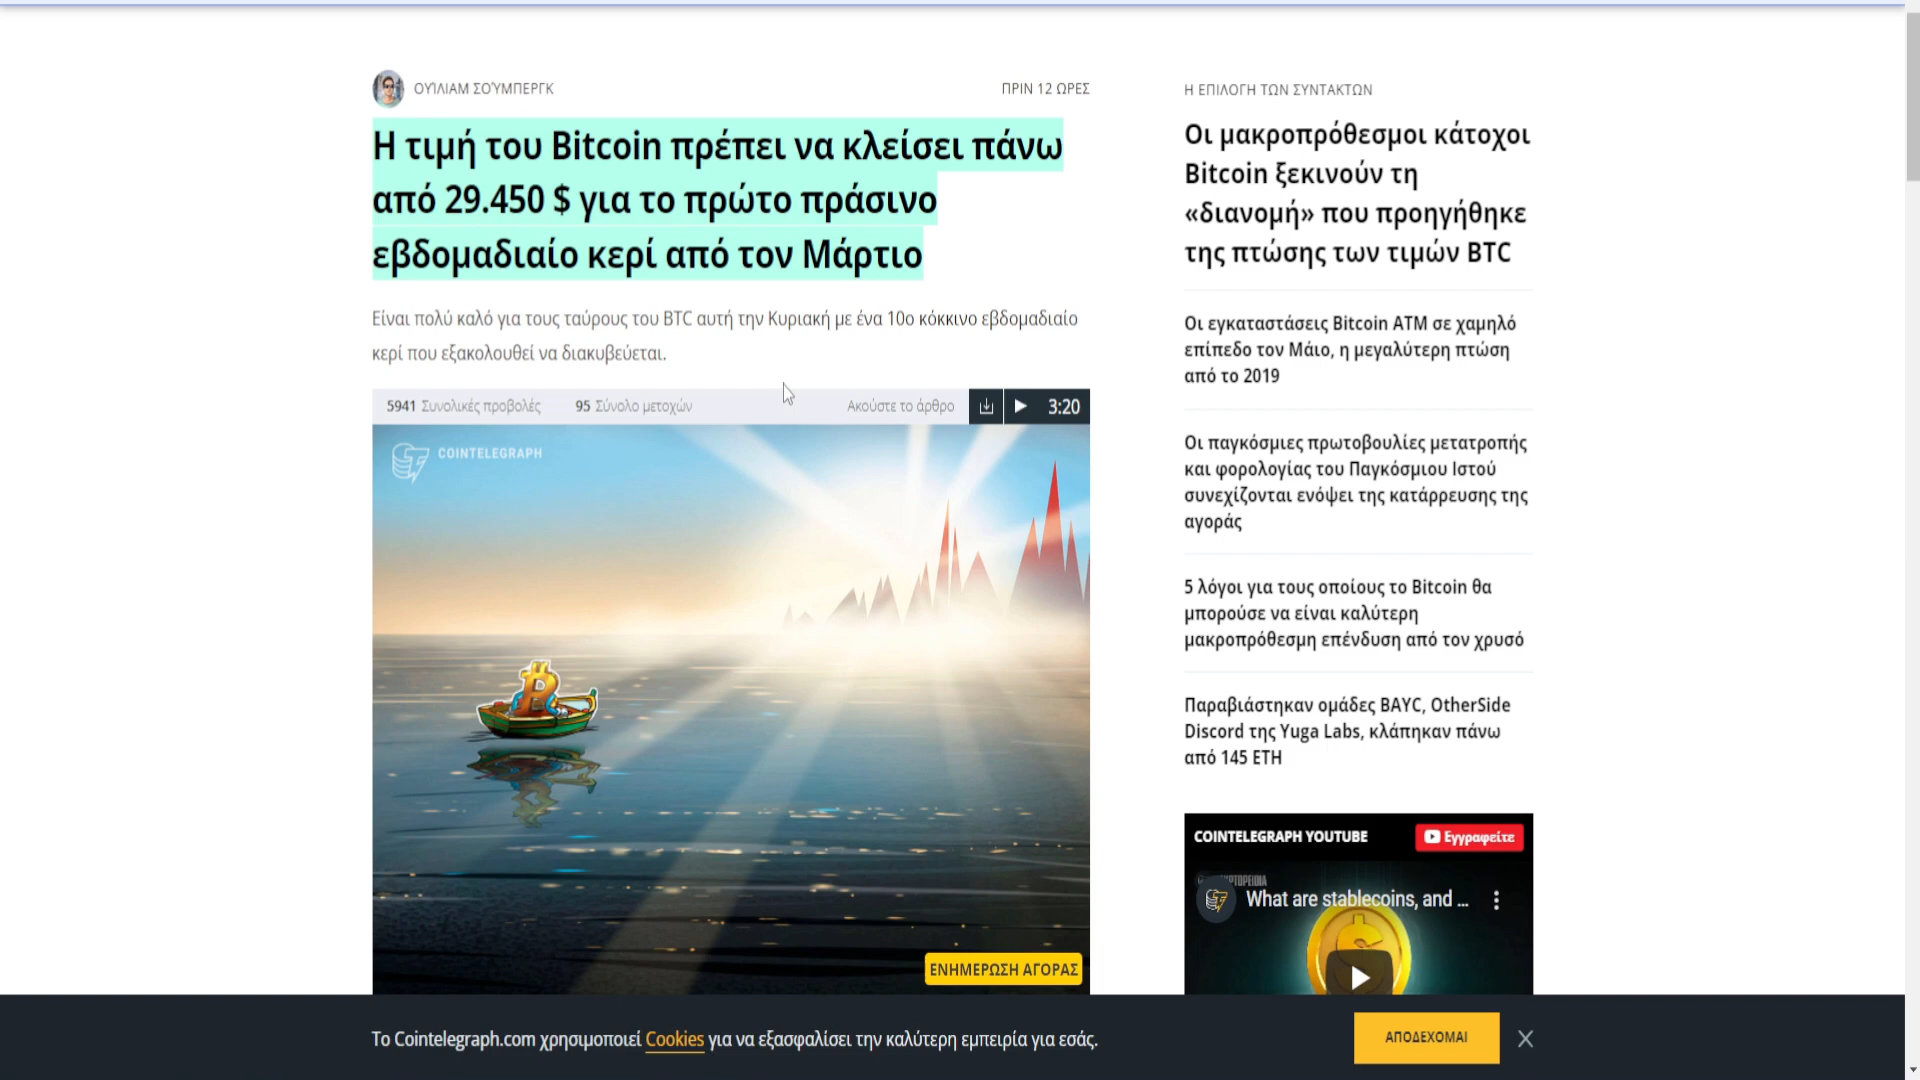 ΟΥΊΛΙΑΜ ΣΟΎΜΠΕΡΓΚ
ΠΡΙΝ 12 ΩΡΕΣ
Η τιμή του Bitcoin πρέπει να κλείσει πάνω
από 29.450 $ για το πρώτο πράσινο
εβδομαδιαίο κερί από τον Μάρτιο
Είναι πολύ καλό για τους ταύρους του BTC αυτή την Κυριακή με ένα 10ο κόκκινο εβδομαδιαίο
κερί που εξακολουθεί να διακυβεύεται.
5941 Συνολικές προβολές
95 Σύνολο μετοχών
Ακούστε το άρθρο
3:20
COINTELEGRAPH
ΕΝΗΜΕΡΩΣΗ ΑΓΟΡΑΣ
Η ΕΠΙΛΟΓΗ ΤΩΝ ΣΥΝΤΑΚΤΩΝ
Οι μακροπρόθεσμοι κάτοχοι
Bitcoin ξεκινούν τη
«διανομή» που προηγήθηκε
της πτώσης των τιμών BTC
Οι εγκαταστάσεις Bitcoin ATM σε χαμηλό
επίπεδο τον Μάιο, η μεγαλύτερη πτώση
από το 2019
Οι παγκόσμιες πρωτοβουλίες μετατροπής
και φορολογίας του Παγκόσμιου Ιστού
συνεχίζονται ενόψει της κατάρρευσης της
αγοράς
5 λόγοι για τους οποίους το Bitcoin θα
μπορούσε να είναι καλύτερη
μακροπρόθεσμη επένδυση από τον χρυσό
Παραβιάστηκαν ομάδες BAYC, OtherSide
Discord της Yuga Labs, κλάπηκαν πάνω
από 145 ETH
COINTELEGRAPH YOUTUBE
Εγγραφείτε
What are stablecoins, and ...
Το Cointelegraph.com χρησιμοποιεί Cookies για να εξασφαλίσει την καλύτερη εμπειρία για εσάς.
ΑΠΟΔΕΧΟΜΑΙ